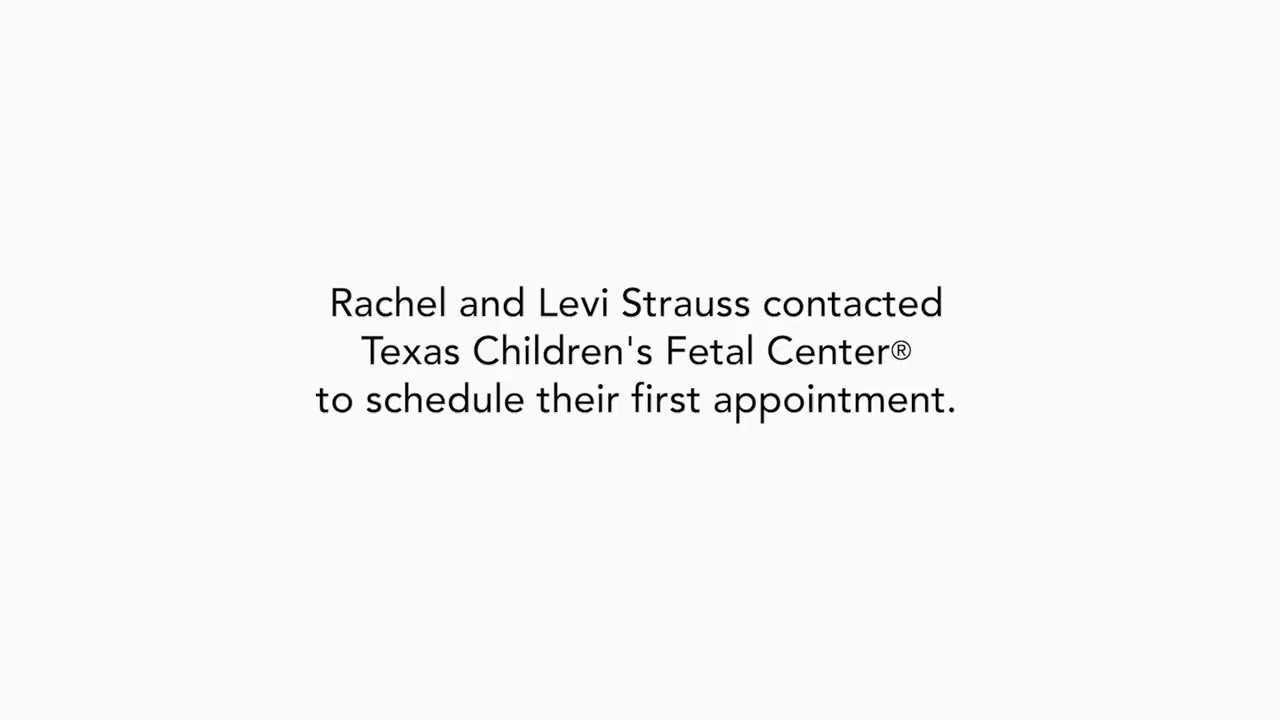 Rachel and Levi Strauss contacted
Texas Children's Fetal Center®
to schedule their first appointment.